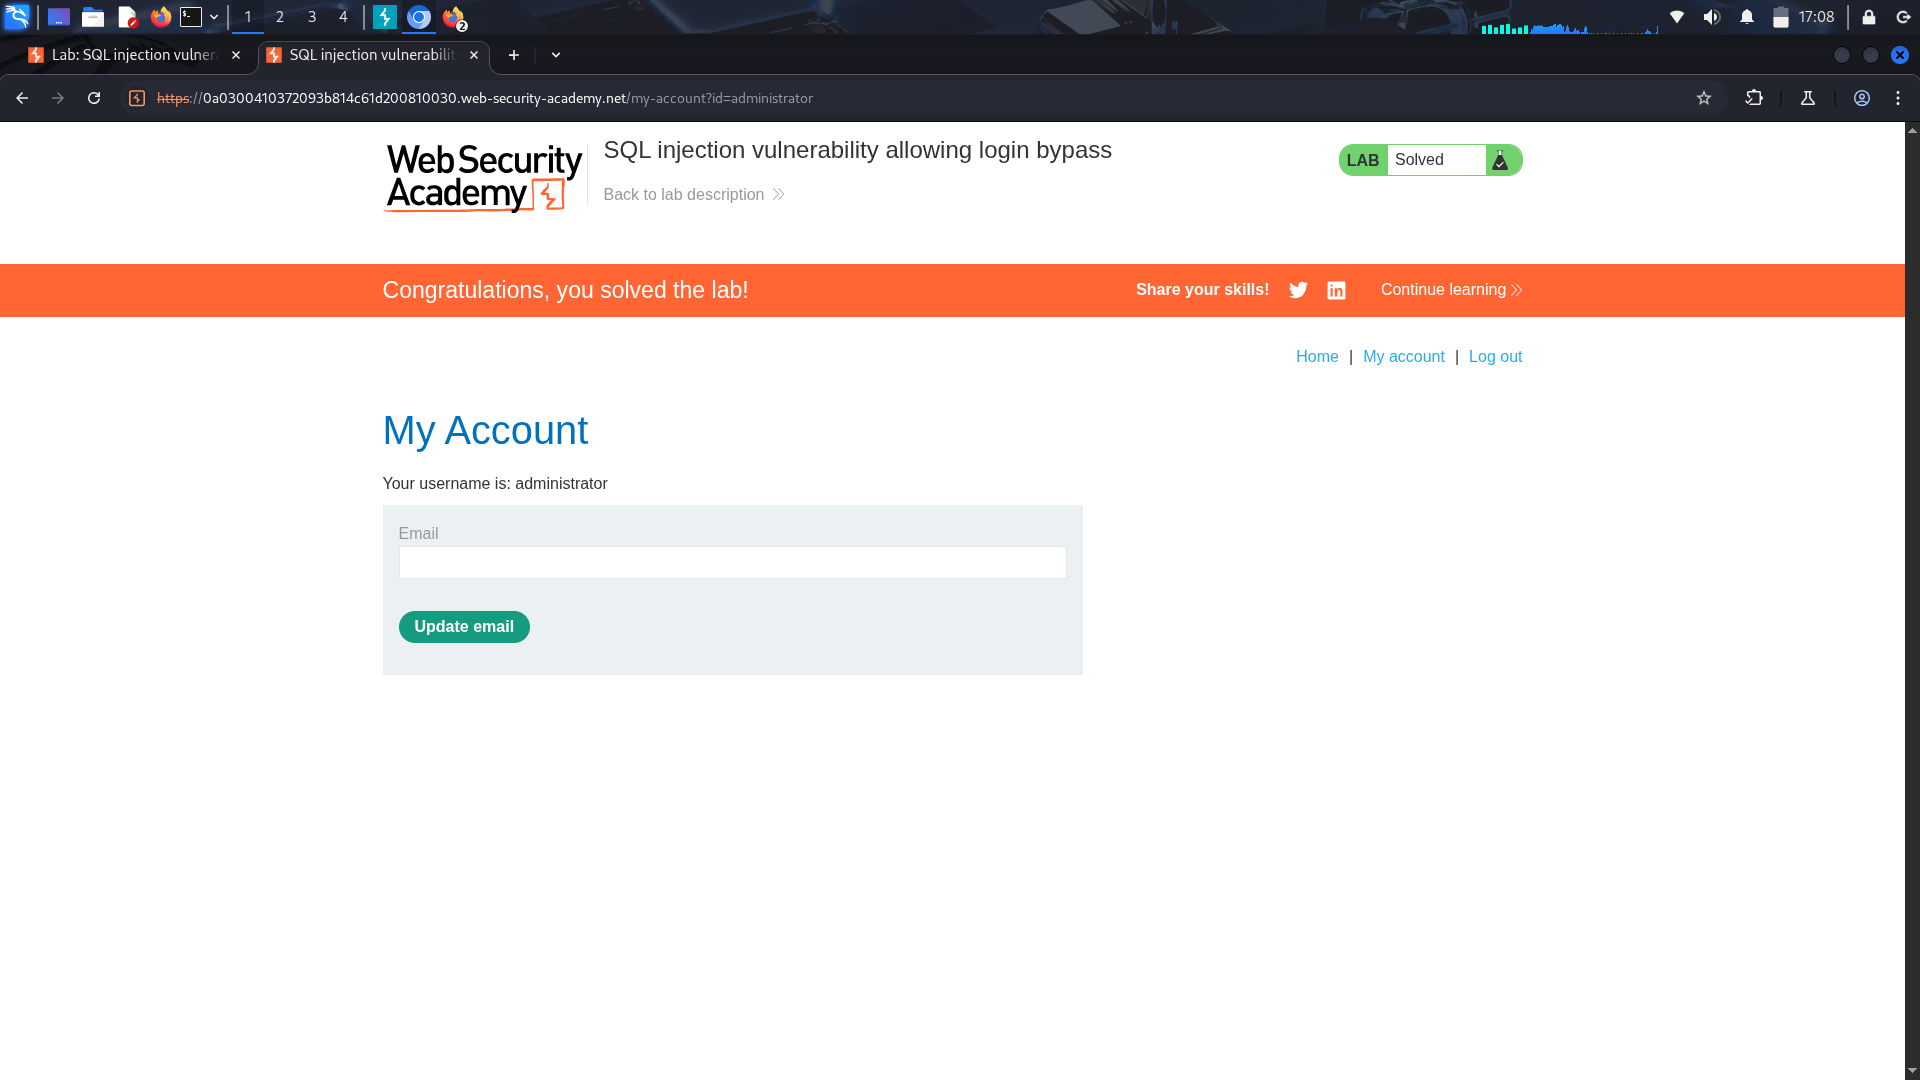 1 2 3 4
2
17:08
Lab: SQL injection vulner
SQL injection vulnerabilit
https://0a0300410372093b814c61d200810030.web-security-academy.net/my-account?id=administrator
Web Security
Academy
SQL injection vulnerability allowing login bypass
Back to lab description
LAB Solved
Congratulations, you solved the lab!
Share your skills!
in
Continue learning
Home | My account | Log out
My Account
Your username is: administrator
Email
Update email